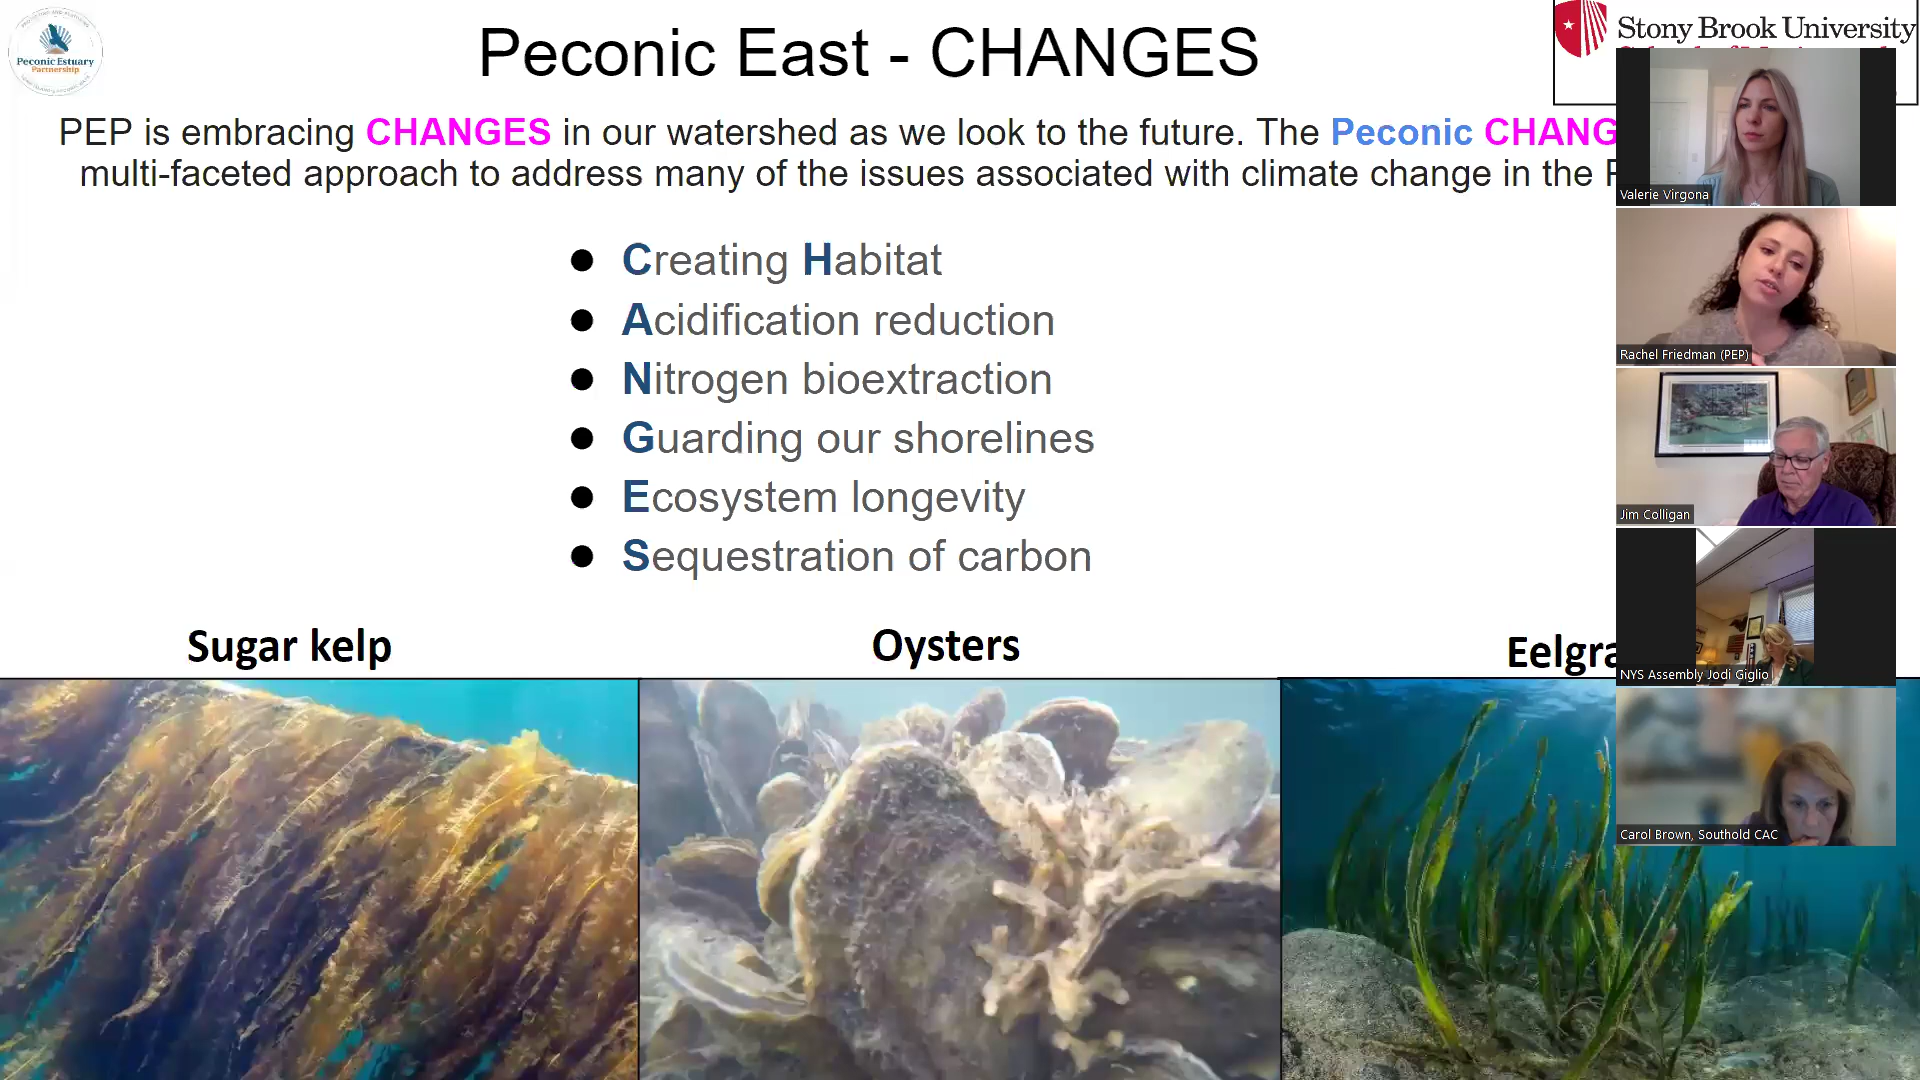 Peconic Estuary
Partnership
Peconic East - CHANGES
Stony Brook University
PEP is embracing CHANGES in our watershed as we look to the future. The Peconic CHANG
multi-faceted approach to address many of the issues associated with climate change in the
● Creating Habitat
● Acidification reduction
● Nitrogen bioextraction
● Guarding our shorelines
● Ecosystem longevity
● Sequestration of carbon
Sugar kelp
Oysters
Eelgra
Valerie Virgona
Rachel Friedman (PEP)
Jim Colligan
NYS Assembly Jodi Giglio
Carol Brown, Southold CAC